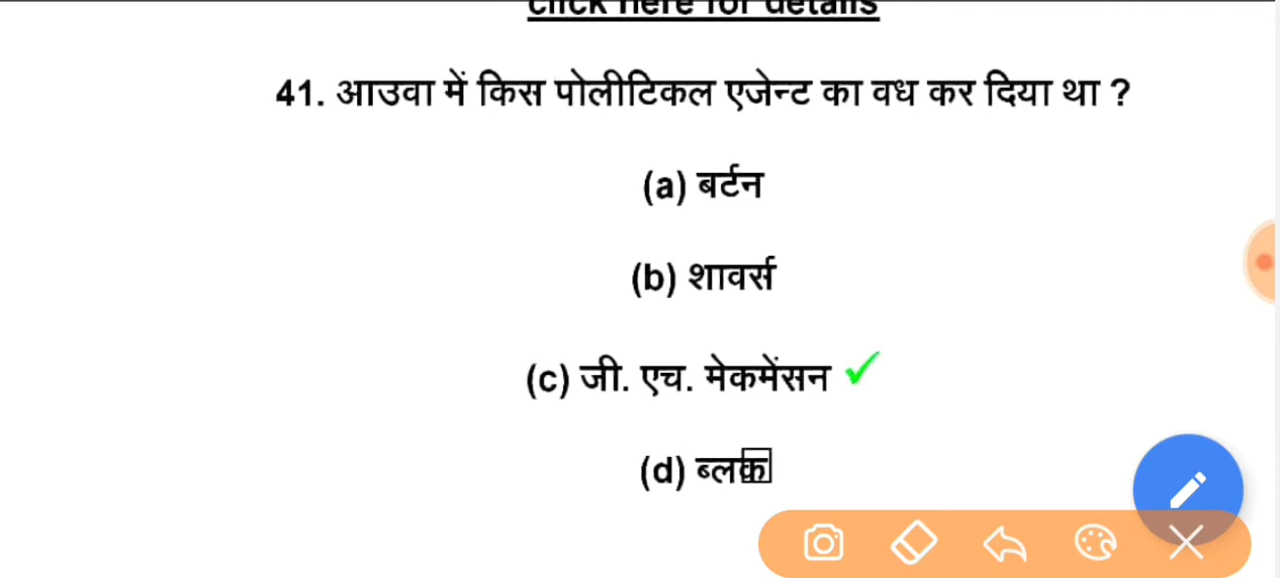 Click here for details
41. आउवा में किस पोलीटिकल एजेन्ट का वध कर दिया था ?
(a) बर्टन
(b) शावर्स
(c) जी. एच. मेकमेंसन ✓
(d) ब्लक